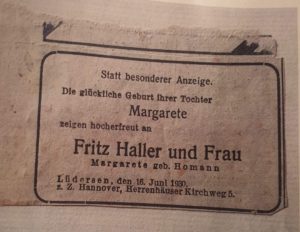 Statt besonderer Anzeige.
Die glückliche Geburt ihrer Tochter
Margarete
zeigen hocherfreut an
Fritz Haller und Frau
Margarete geb. Homann
Lüdersen, den 16. Juni 1930.
z. Z. Hannover, Herrenhäuser Kirchweg 5.